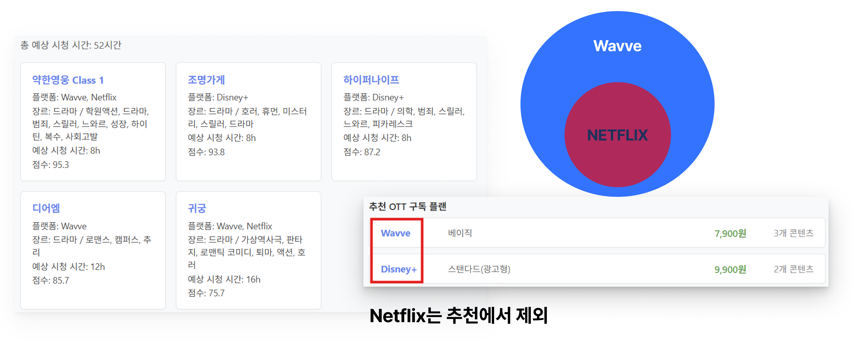 총 예상 시청 시간: 52시간
약한영웅 Class 1
플랫폼: Wavve, Netflix
장르: 드라마 / 학원액션, 드라마,
범죄, 스릴러, 느와르, 성장, 하이
틴, 복수, 사회고발
예상 시청 시간: 8h
점수: 95.3
조명가게
플랫폼: Disney+
장르: 드라마 / 호러, 휴먼, 미스터
리, 스릴러, 드라마
예상 시청 시간: 8h
점수: 93.8
하이퍼나이프
플랫폼: Disney+
장르: 드라마 / 의학, 범죄, 스릴러,
느와르, 피카레스크
예상 시청 시간: 8h
점수: 87.2
디어엠
플랫폼: Wavve
장르: 드라마 / 로맨스, 캠퍼스, 추
리
예상 시청 시간: 12h
점수: 85.7
귀궁
플랫폼: Wavve, Netflix
장르: 드라마 / 가상역사극, 판타
지, 로맨틱 코미디, 퇴마, 액션, 호
러
예상 시청 시간: 16h
점수: 75.7
Wavve
NETFLIX
추천 OTT 구독 플랜
Wavve 베이직 7,900원 3개 콘텐츠
Disney+ 스탠다드(광고형) 9,900원 2개 콘텐츠
Netflix는 추천에서 제외